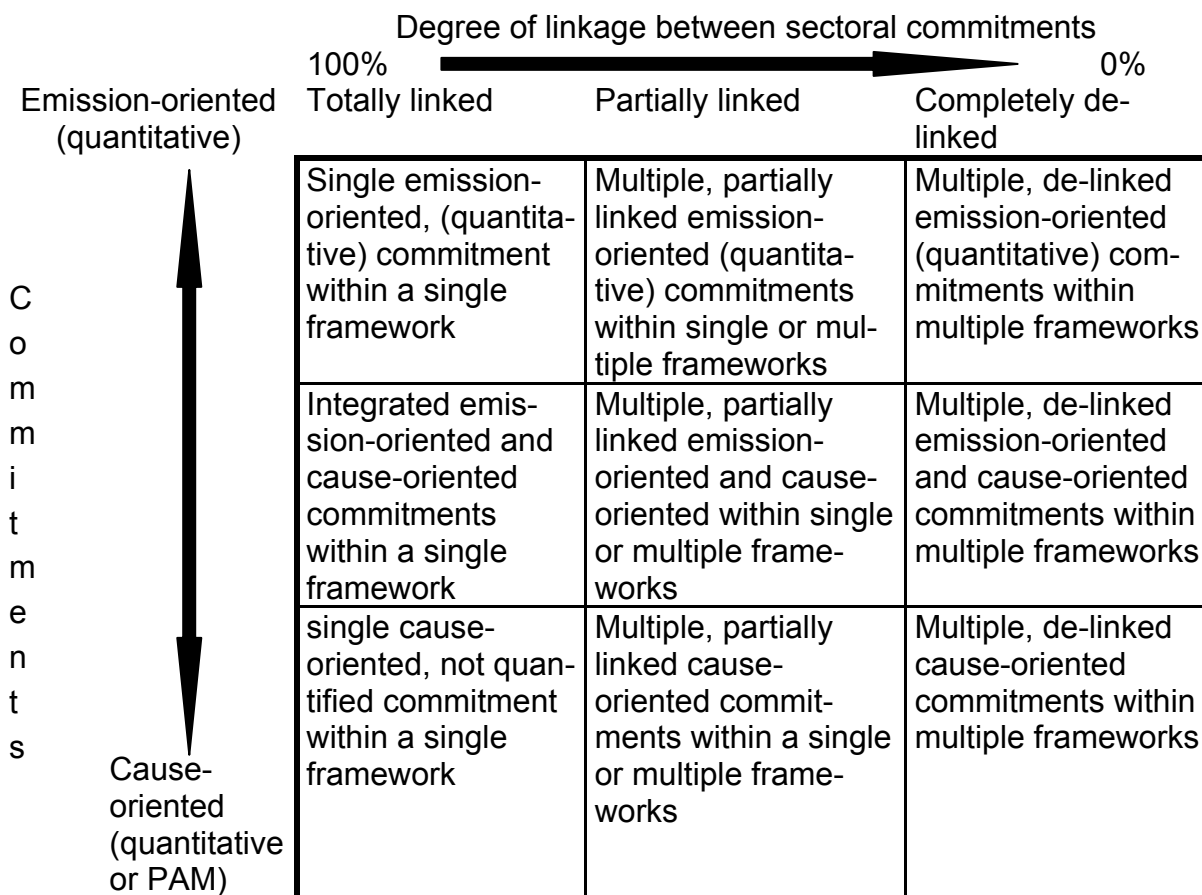 Degree of linkage between sectoral commitments
100% 0%
Emission-oriented
(quantitative)
Totally linked
Partially linked
Completely de-
linked
C
o
m
m
i
t
m
e
n
t
s
Single emission-
oriented, (quantita-
tive) commitment
within a single
framework
Multiple, partially
linked emission-
oriented (quantita-
tive) commitments
within single or mul-
tiple frameworks
Multiple, de-linked
emission-oriented
(quantitative) com-
mitments within
multiple frameworks
Integrated emis-
sion-oriented and
cause-oriented
commitments
within a single
framework
Multiple, partially
linked emission-
oriented and cause-
oriented within single
or multiple frame-
works
Multiple, de-linked
emission-oriented
and cause-oriented
commitments within
multiple frameworks
single cause-
oriented, not quan-
tified commitment
within a single
framework
Multiple, partially
linked cause-
oriented commit-
ments within a single
or multiple frame-
works
Multiple, de-linked
cause-oriented
commitments within
multiple frameworks
Cause-
oriented
(quantitative
or PAM)